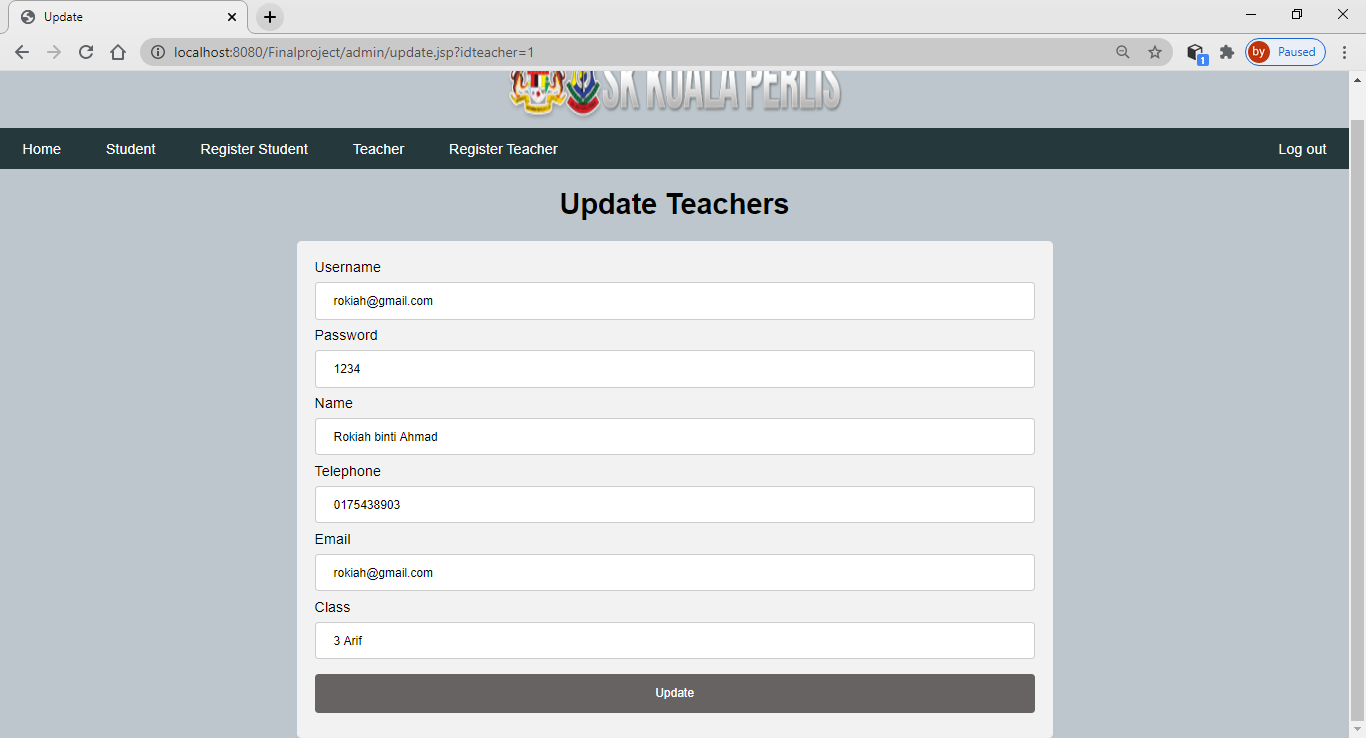 Update
localhost:8080/Finalproject/admin/update.jsp?idteacher=1
1
by
Paused
SK KUALA PERLIS
Home Student Register Student Teacher Register Teacher Log out
Update Teachers
Username
rokiah@gmail.com
Password
1234
Name
Rokiah binti Ahmad
Telephone
0175438903
Email
rokiah@gmail.com
Class
3 Arif
Update